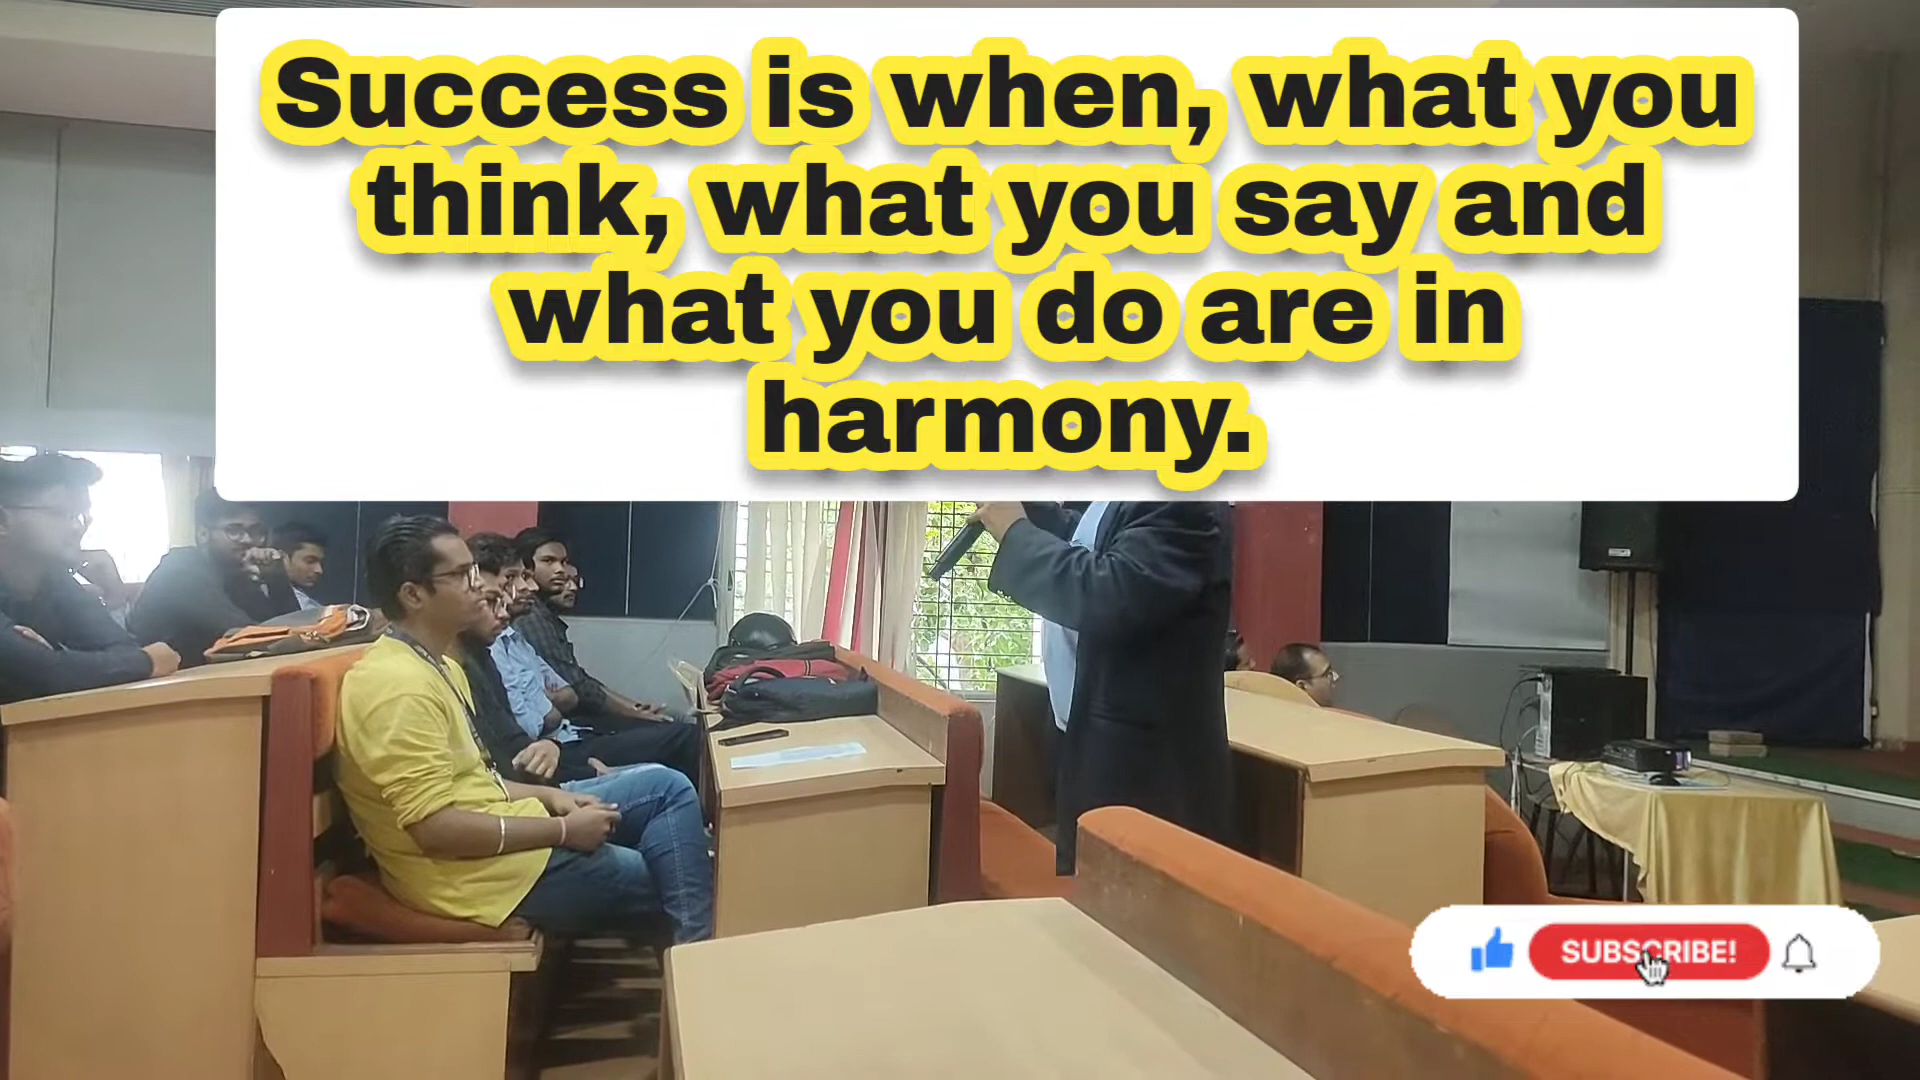 Success is when, what you
think, what you say and
what you do are in
harmony.
SUBSCRIBE!